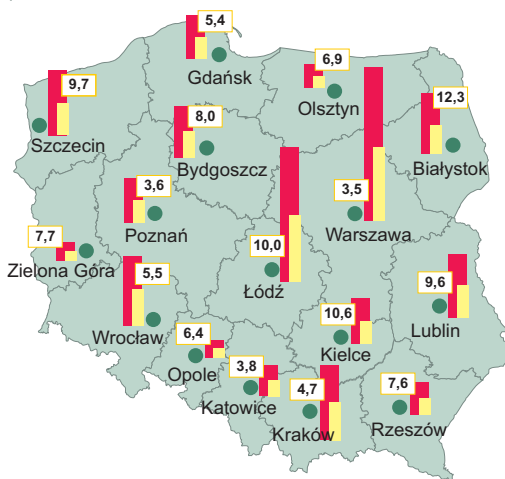 5,4
Gdańsk
6,9
Olsztyn
9,7
Szczecin
12,3
Białystok
8,0
Bydgoszcz
3,6
Poznań
3,5
Warszawa
7,7
Zielona Góra
10,0
Łódź
5,5
Wrocław
9,6
Lublin
10,6
Kielce
6,4
Opole
3,8
Katowice
4,7
Kraków
7,6
Rzeszów